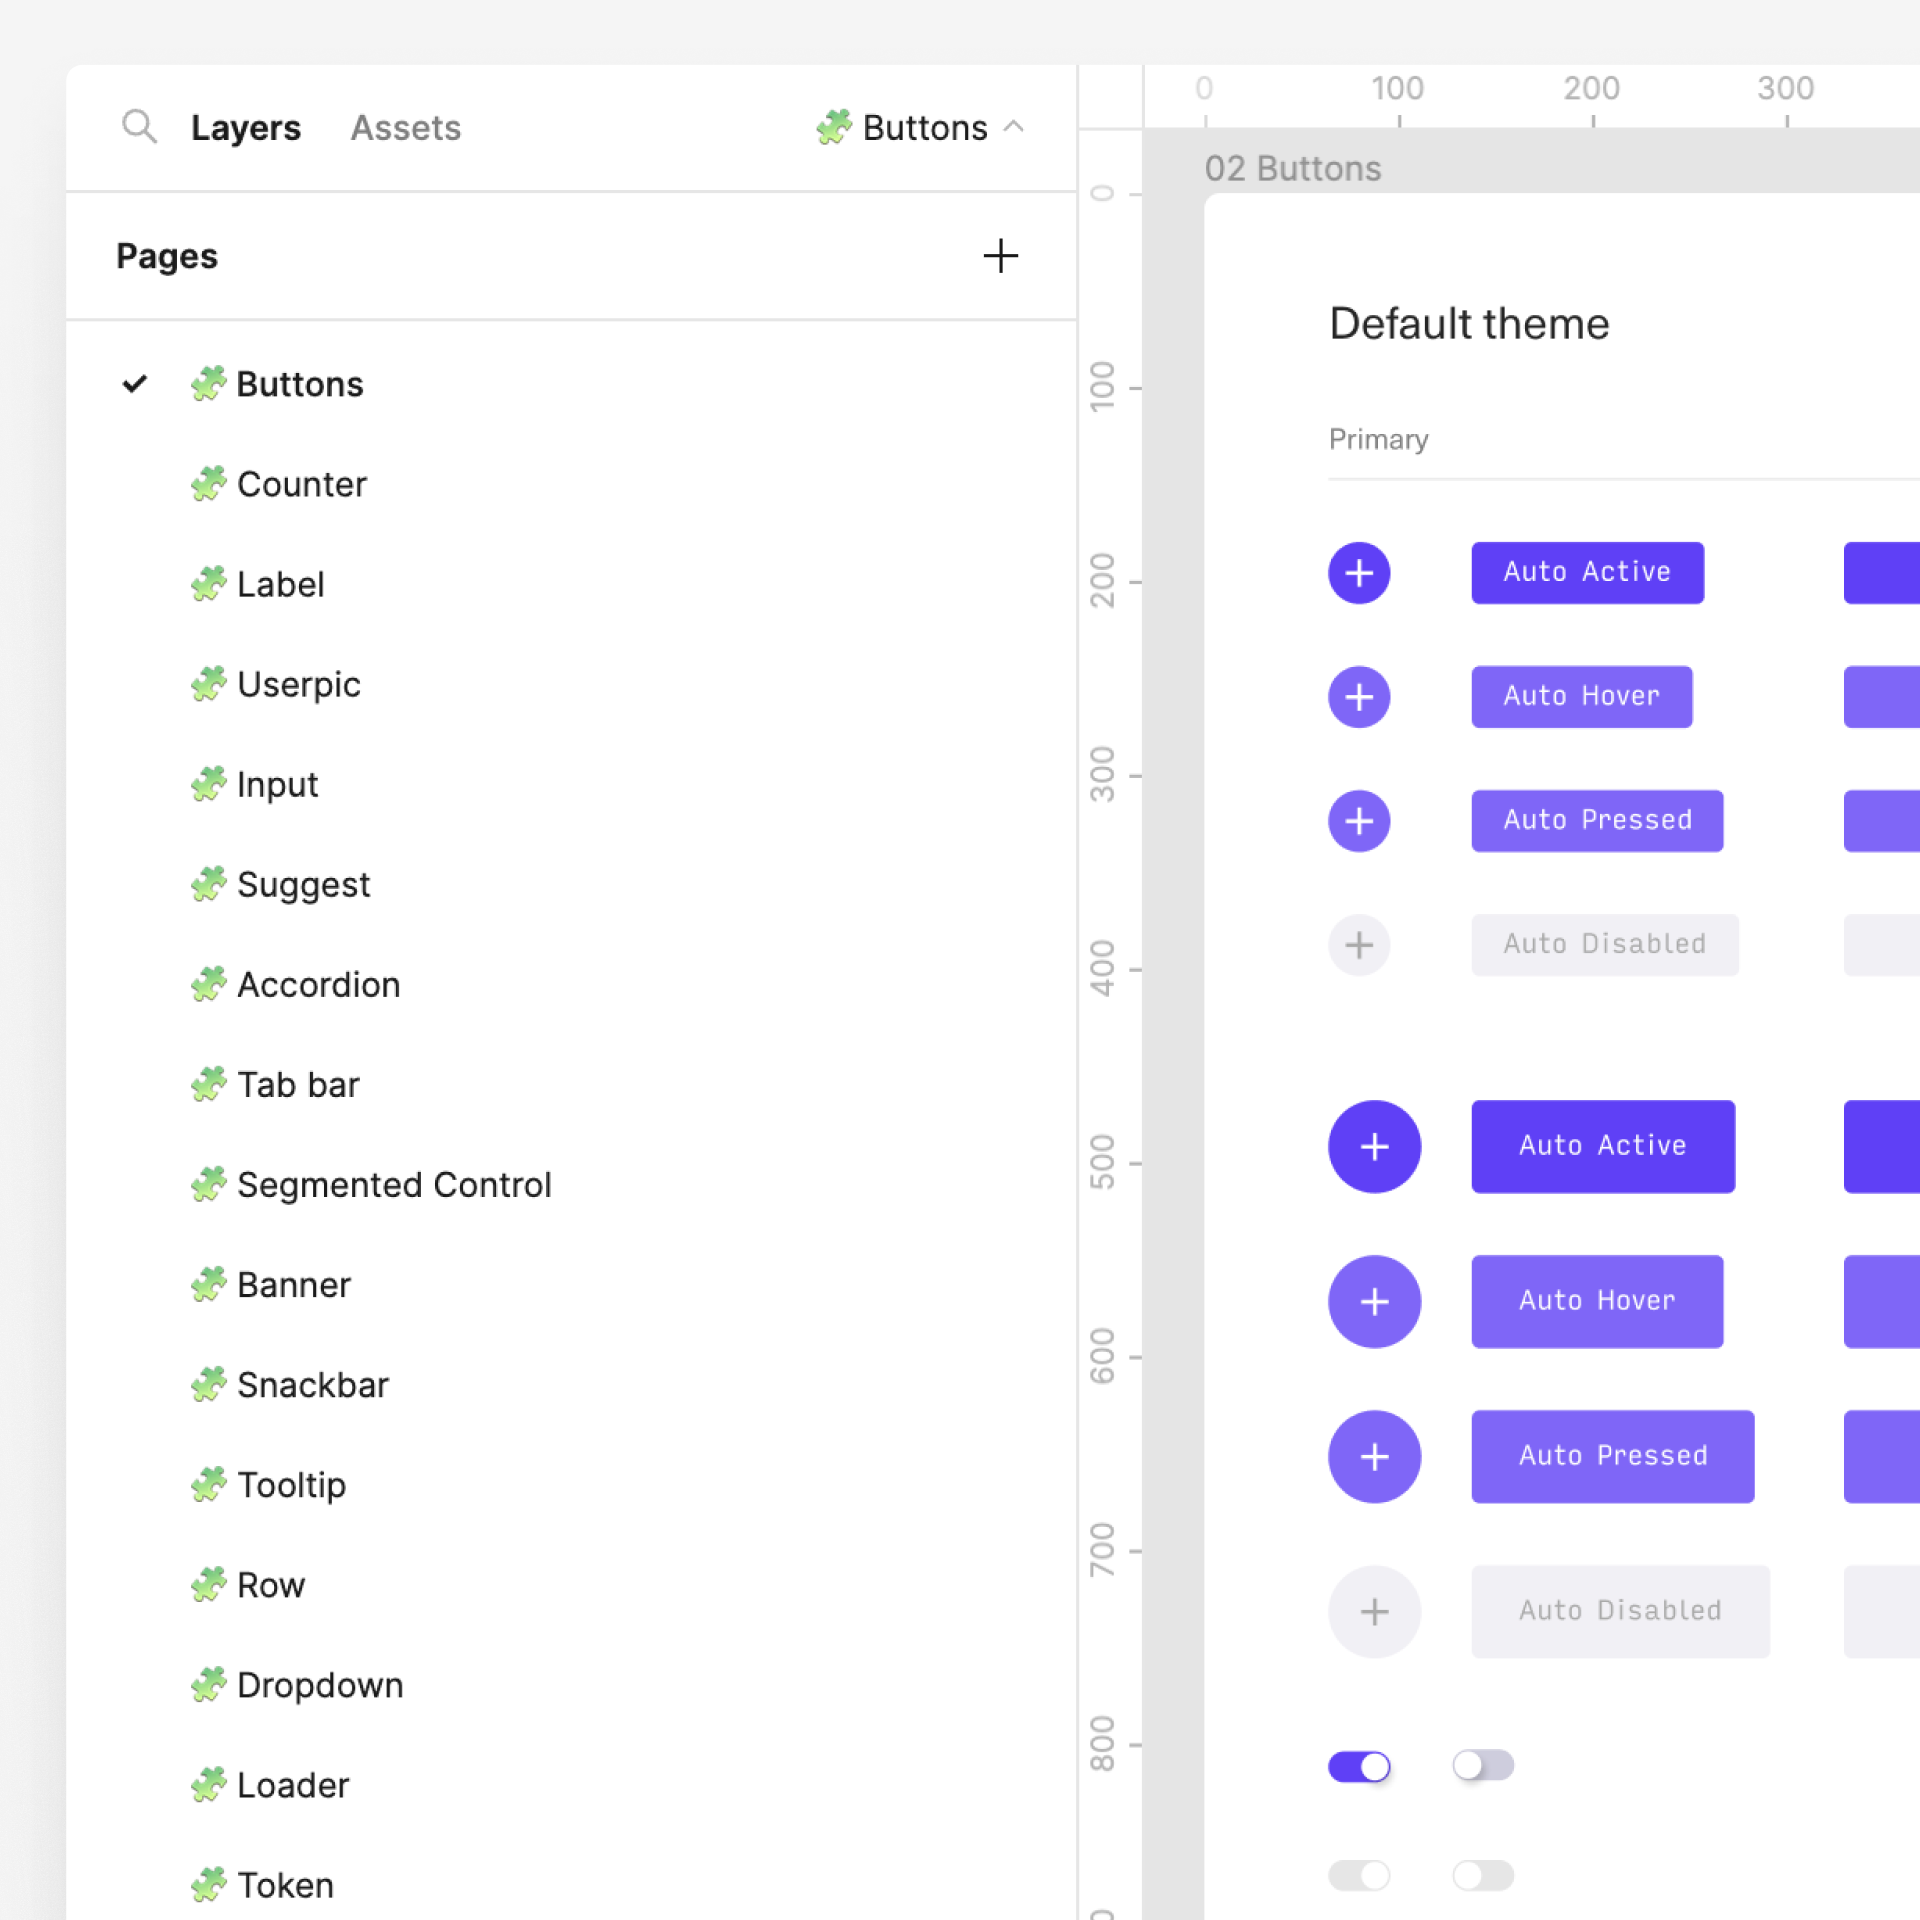 Layers Assets Buttons
Pages
Buttons
Counter
Label
Userpic
Input
Suggest
Accordion
Tab bar
Segmented Control
Banner
Snackbar
Tooltip
Row
Dropdown
Loader
Token
0 100 200 300
0
100
200
300
400
500
600
700
800
02 Buttons
Default theme
Primary
Auto Active
Auto Hover
Auto Pressed
Auto Disabled
Auto Active
Auto Hover
Auto Pressed
Auto Disabled